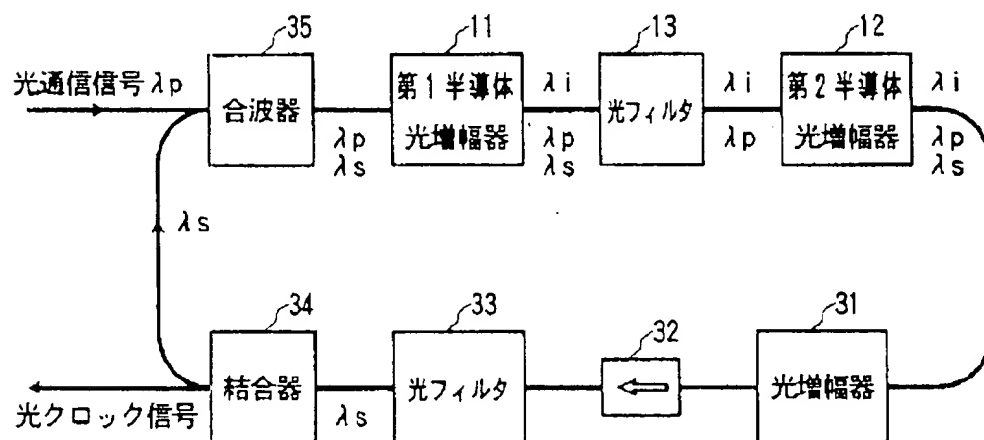 35
11
13
12
光通信信号 λp
合波器
λp
λs
第1半導体
光増幅器
λi
λp
λs
光フィルタ
λi
λp
第2半導体
光増幅器
λi
λp
λs
λs
34
33
32
31
結合器
λs
光フィルタ
光増幅器
光クロック信号